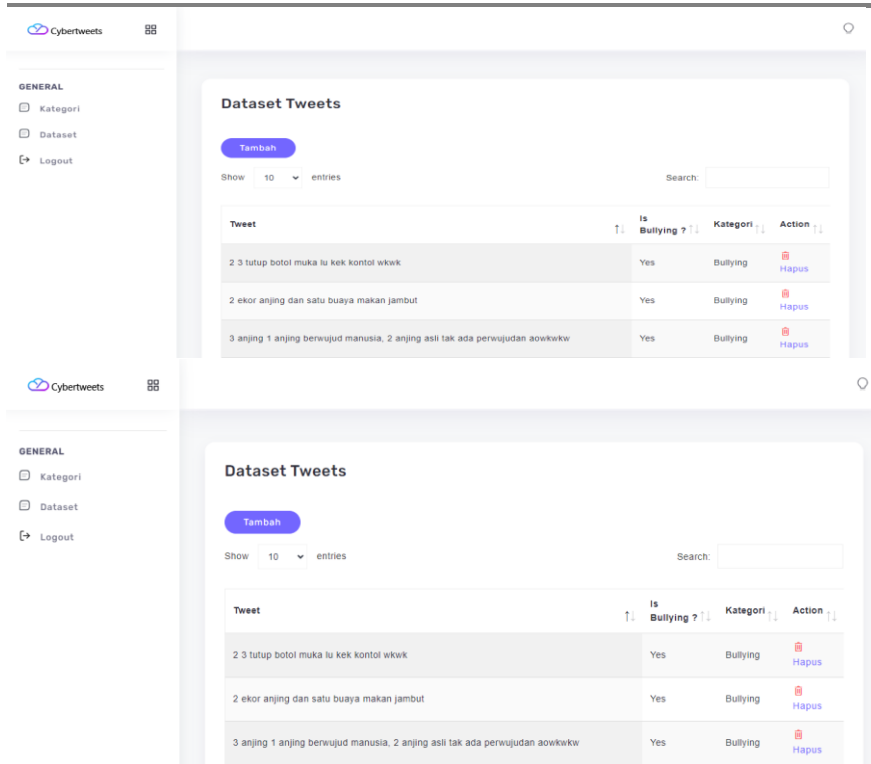 Cybertweets
GENERAL
Kategori
Dataset
Logout
Dataset Tweets
Tambah
Show 10 entries
Search:
Tweet Is Bullying ? Kategori Action
2 3 tutup botol muka lu kek kontol wkwk Yes Bullying Hapus
2 ekor anjing dan satu buaya makan jambut Yes Bullying Hapus
3 anjing 1 anjing berwujud manusia, 2 anjing asli tak ada perwujudan aowkwkw Yes Bullying Hapus
Cybertweets
GENERAL
Kategori
Dataset
Logout
Dataset Tweets
Tambah
Show 10 entries
Search:
Tweet Is Bullying ? Kategori Action
2 3 tutup botol muka lu kek kontol wkwk Yes Bullying Hapus
2 ekor anjing dan satu buaya makan jambut Yes Bullying Hapus
3 anjing 1 anjing berwujud manusia, 2 anjing asli tak ada perwujudan aowkwkw Yes Bullying Hapus